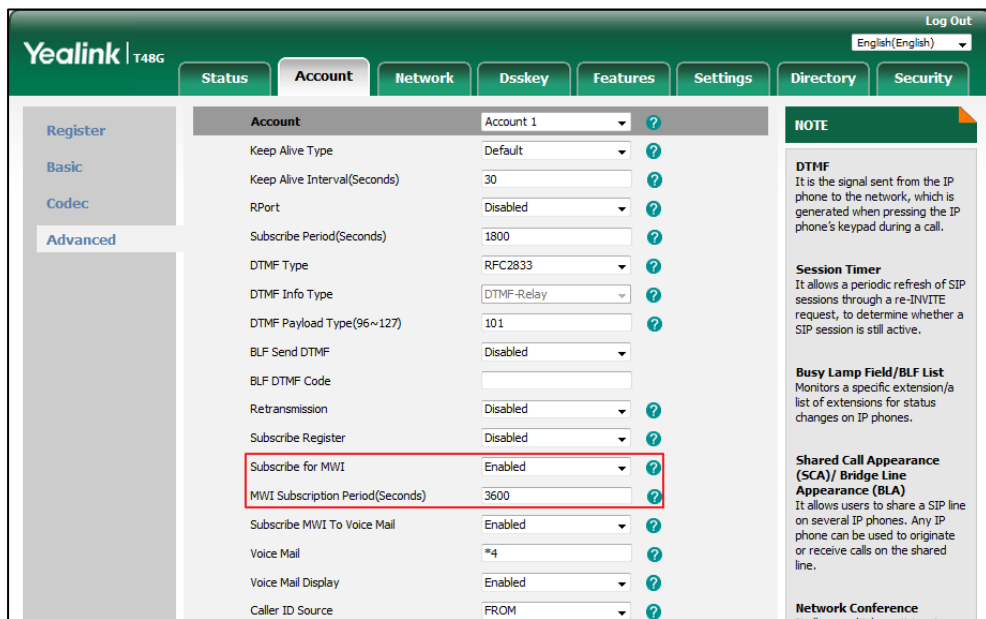 Log Out
Yealink | T48G
English(English)
Status Account Network Dsskey Features Settings Directory Security
Register
Basic
Codec
Advanced
Account Account 1
Keep Alive Type Default
Keep Alive Interval(Seconds) 30
RPort Disabled
Subscribe Period(Seconds) 1800
DTMF Type RFC2833
DTMF Info Type DTMF-Relay
DTMF Payload Type(96~127) 101
BLF Send DTMF Disabled
BLF DTMF Code
Retransmission Disabled
Subscribe Register Disabled
Subscribe for MWI Enabled
MWI Subscription Period(Seconds) 3600
Subscribe MWI To Voice Mail Enabled
Voice Mail *4
Voice Mail Display Enabled
Caller ID Source FROM
NOTE
DTMF
It is the signal sent from the IP
phone to the network, which is
generated when pressing the IP
phone's keypad during a call.
Session Timer
It allows a periodic refresh of SIP
sessions through a re-INVITE
request, to determine whether a
SIP session is still active.
Busy Lamp Field/BLF List
Monitors a specific extension/a
list of extensions for status
changes on IP phones.
Shared Call Appearance
(SCA)/ Bridge Line
Appearance (BLA)
It allows users to share a SIP line
on several IP phones. Any IP
phone can be used to originate
or receive calls on the shared
line.
Network Conference